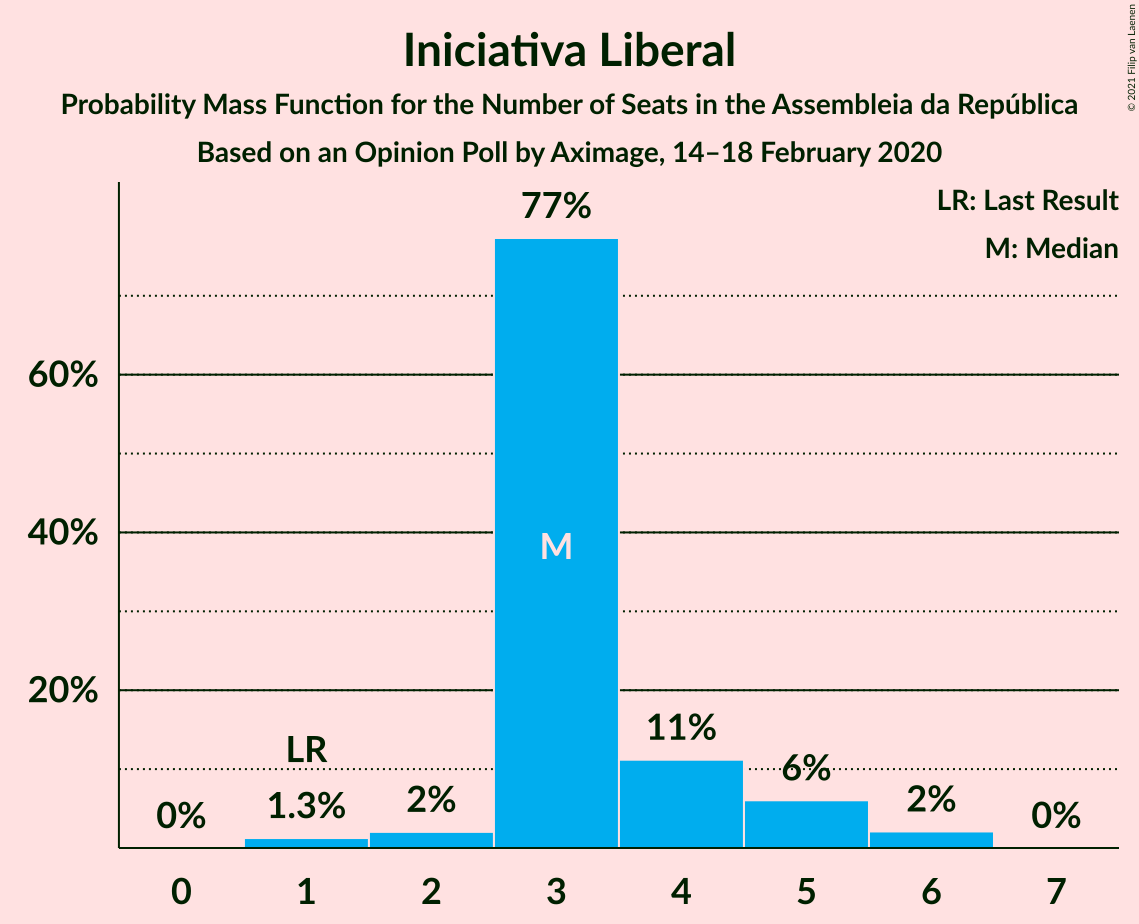 Iniciativa Liberal
Probability Mass Function for the Number of Seats in the Assembleia da República
Based on an Opinion Poll by Aximage, 14–18 February 2020
© 2021 Filip van Laenen
LR: Last Result
M: Median
77%
60%
40%
20%
M
LR
0%
1.3%
2%
11%
6%
2%
0%
0 1 2 3 4 5 6 7